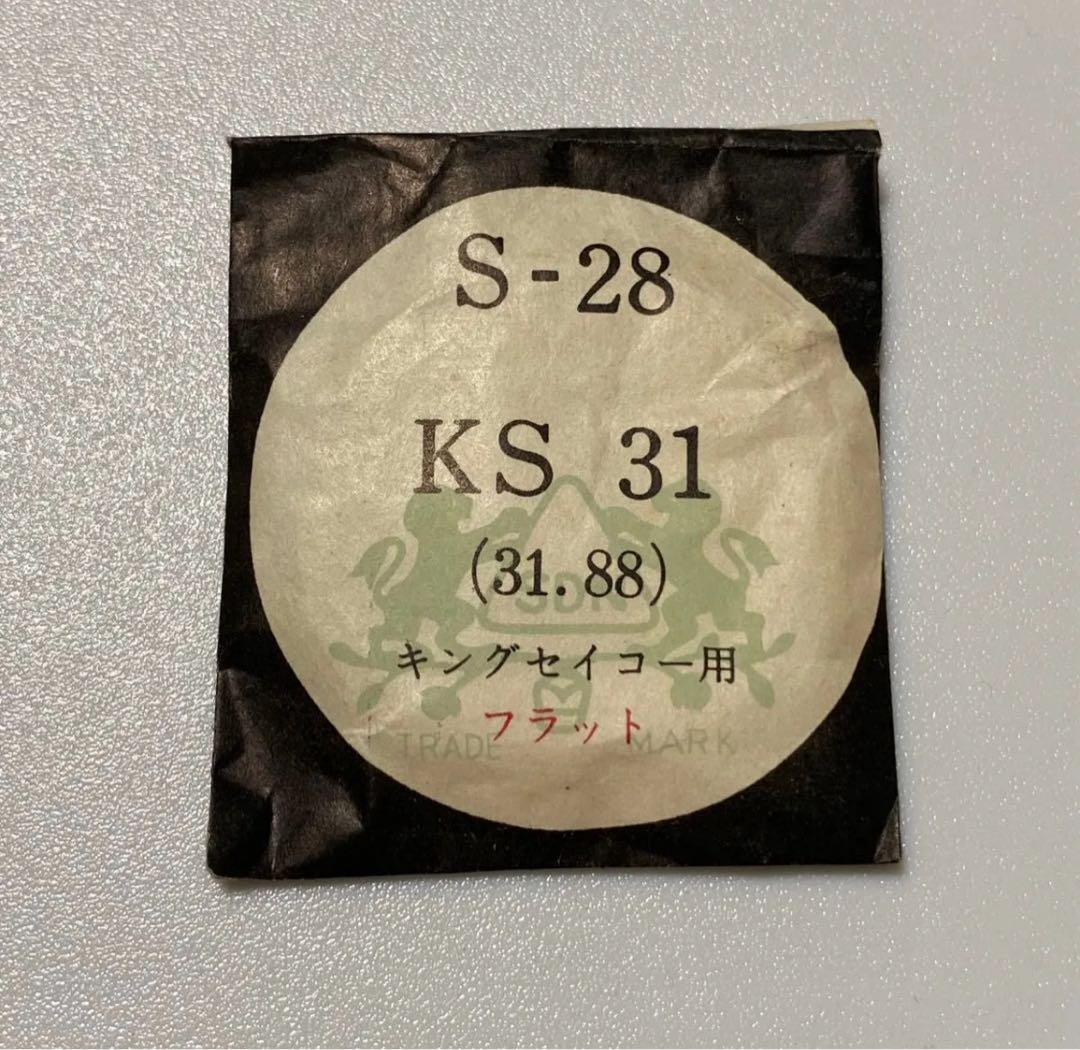 S-28
KS 31
(31.88)
SDN
キングセイコー用
フラット
TRADE MARK